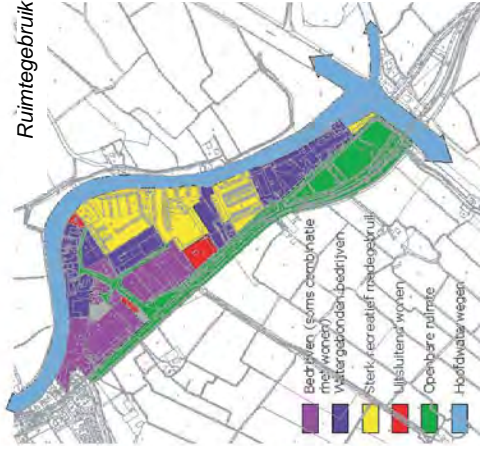 Ruimtegebruik
Bedrijven (soms combinatie
met wonen)
Watergebonden bedrijven
Sterk recreatief medegebruik
Uitsluitend wonen
Openbare ruimte
Hoofdwaterwegen